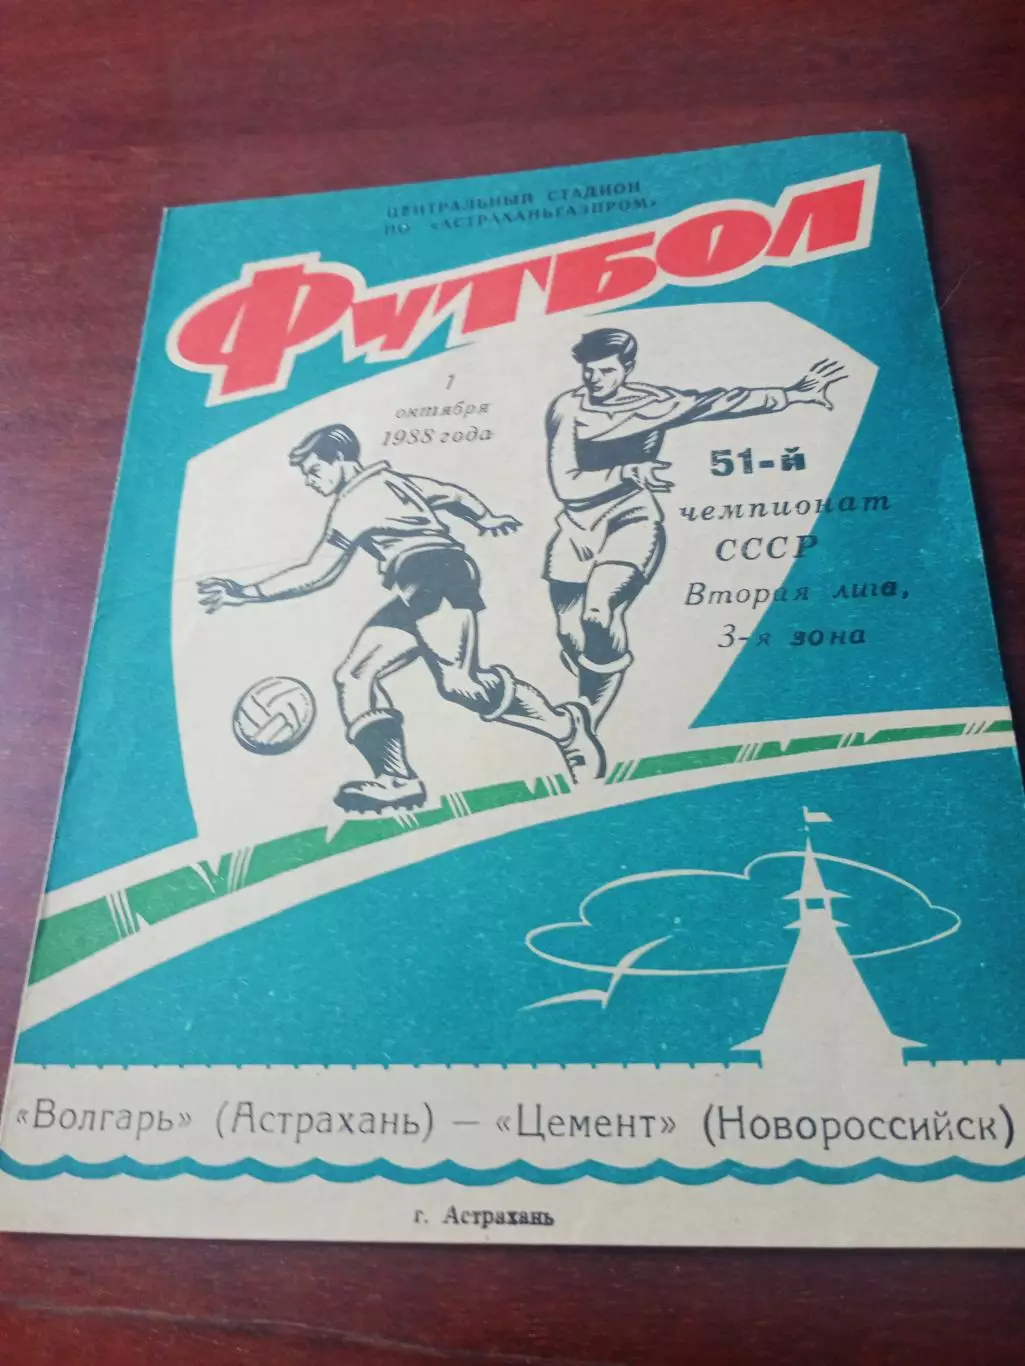 ЦЕНТРАЛЬНЫЙ СТАДИОН
ПО «АСТРАХАНЬГАЗПРОМ»
ФУТБОЛ
1
октября
1988 года
51-й
чемпионат
СССР
Вторая лига,
3-я зона
«Волгарь» (Астрахань) — «Цемент» (Новороссийск)
г. Астрахань